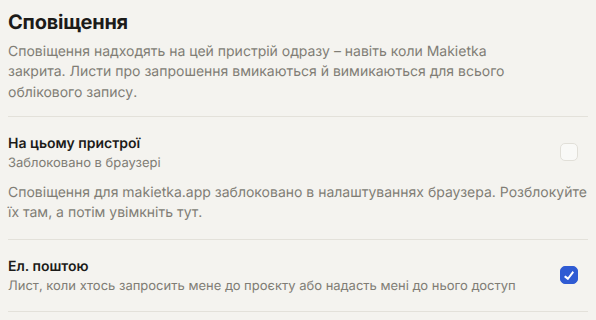 Сповіщення
Сповіщення надходять на цей пристрій одразу – навіть коли Makietka
закрита. Листи про запрошення вмикаються й вимикаються для всього
облікового запису.
На цьому пристрої
Заблоковано в браузері
Сповіщення для makietka.app заблоковано в налаштуваннях браузера. Розблокуйте
їх там, а потім увімкніть тут.
Ел. поштою
Лист, коли хтось запросить мене до проєкту або надасть мені до нього доступ